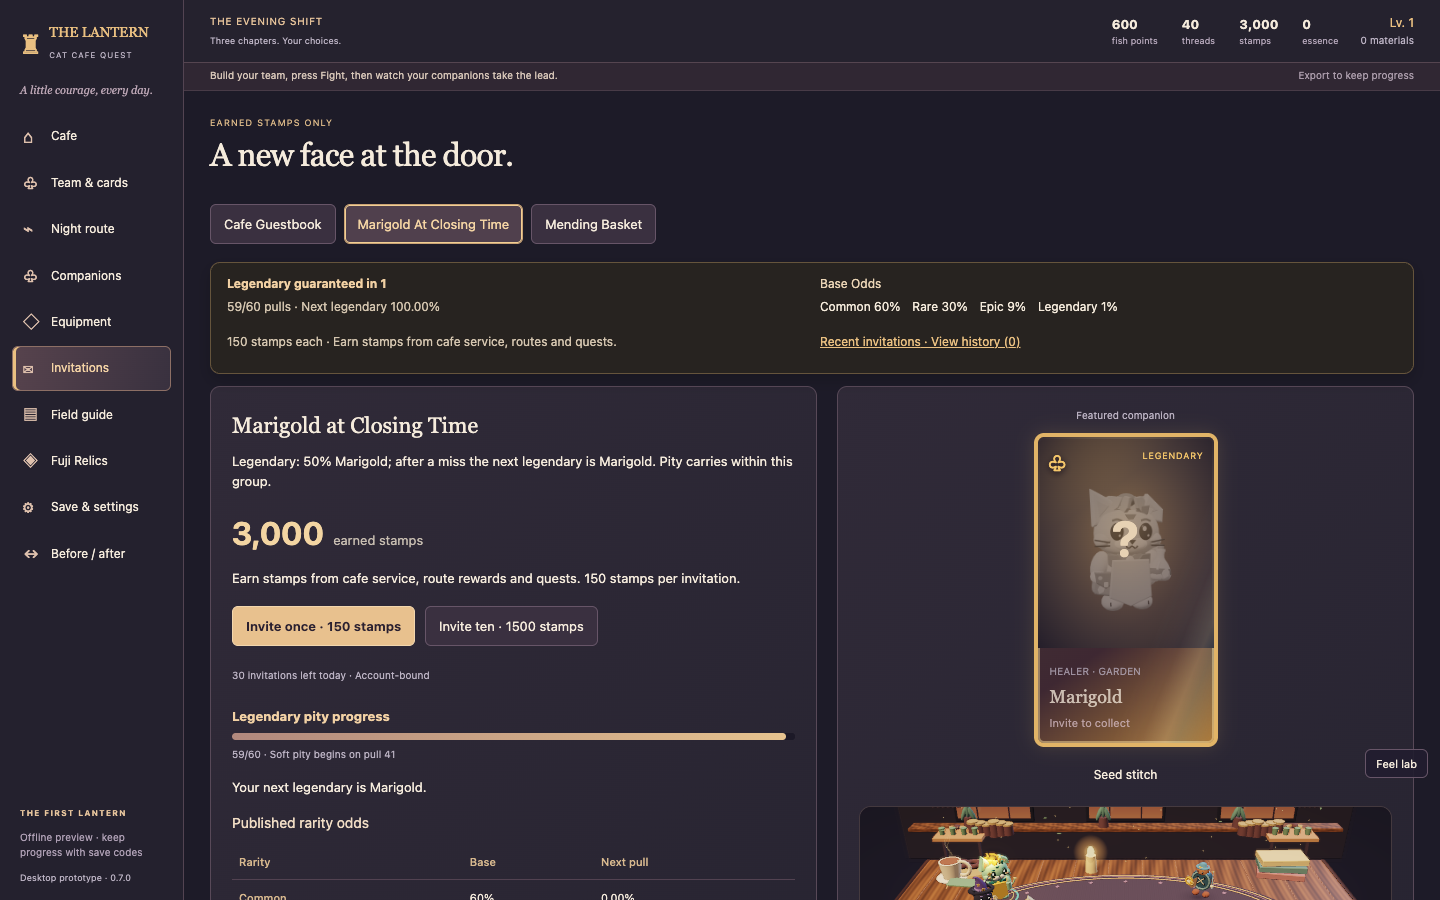 THE LANTERN
CAT CAFE QUEST
A little courage, every day.
Cafe
Team & cards
Night route
Companions
Equipment
Invitations
Field guide
Fuji Relics
Save & settings
Before / after
THE FIRST LANTERN
Offline preview · keep
progress with save codes
Desktop prototype · 0.7.0
THE EVENING SHIFT
Three chapters. Your choices.
600
fish points
40
threads
3,000
stamps
0
essence
Lv. 1
0 materials
Build your team, press Fight, then watch your companions take the lead.
Export to keep progress
EARNED STAMPS ONLY
A new face at the door.
Cafe Guestbook
Marigold At Closing Time
Mending Basket
Legendary guaranteed in 1
59/60 pulls · Next legendary 100.00%
150 stamps each · Earn stamps from cafe service, routes and quests.
Base Odds
Common 60% Rare 30% Epic 9% Legendary 1%
Recent invitations · View history (0)
Marigold at Closing Time
Legendary: 50% Marigold; after a miss the next legendary is Marigold. Pity carries within this
group.
3,000 earned stamps
Earn stamps from cafe service, route rewards and quests. 150 stamps per invitation.
Invite once · 150 stamps
Invite ten · 1500 stamps
30 invitations left today · Account-bound
Legendary pity progress
59/60 · Soft pity begins on pull 41
Your next legendary is Marigold.
Published rarity odds
Rarity Base Next pull
Common 60% 0.00%
Featured companion
LEGENDARY
?
HEALER · GARDEN
Marigold
Invite to collect
Seed stitch
Feel lab